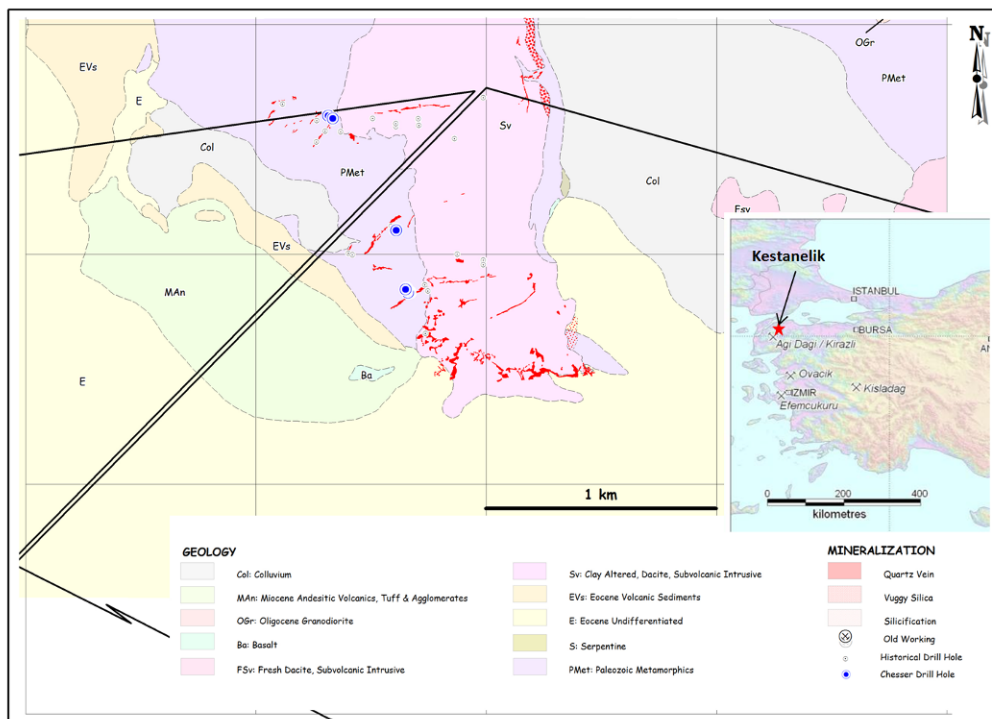 OGr
N
EVs
PMet
E
Sv
Col
PMet
Col
FSv
EVs
Kestanelik
MAn
ISTANBUL
BURSA
Agi Dagi / Kirazli
E
Ba
Ovacik
IZMIR
Kisladag
Efemcukuru
1 km
0 200 400
kilometres
GEOLOGY
Col: Colluvium
MAn: Miocene Andesitic Volcanics, Tuff & Agglomerates
OGr: Oligocene Granodiorite
Ba: Basalt
FSv: Fresh Dacite, Subvolcanic Intrusive
Sv: Clay Altered, Dacite, Subvolcanic Intrusive
EVs: Eocene Volcanic Sediments
E: Eocene Undifferentiated
S: Serpentine
PMet: Paleozoic Metamorphics
MINERALIZATION
Quartz Vein
Vuggy Silica
Silicification
Old Working
Historical Drill Hole
Chesser Drill Hole